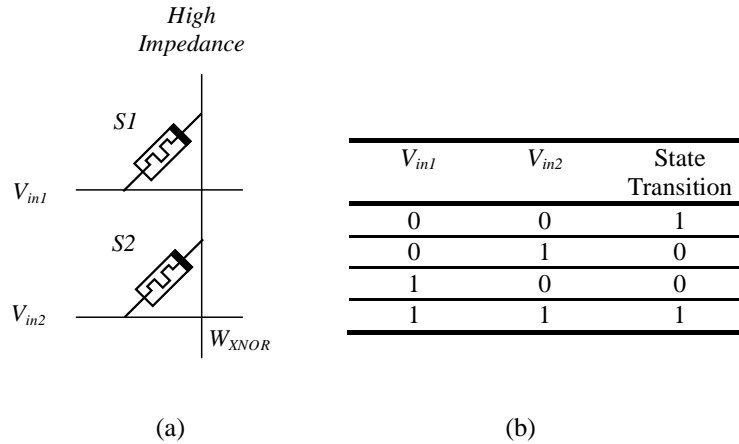 High
Impedance
S1
V_in1
S2
V_in2
W_XNOR
(a)
V_in1 V_in2 State
Transition
0 0 1
0 1 0
1 0 0
1 1 1
(b)